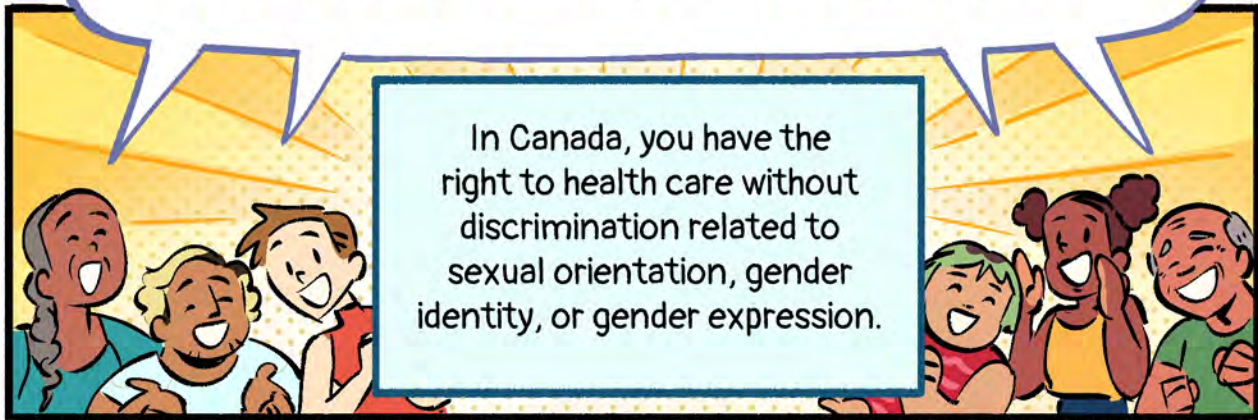 In Canada, you have the
right to health care without
discrimination related to
sexual orientation, gender
identity, or gender expression.